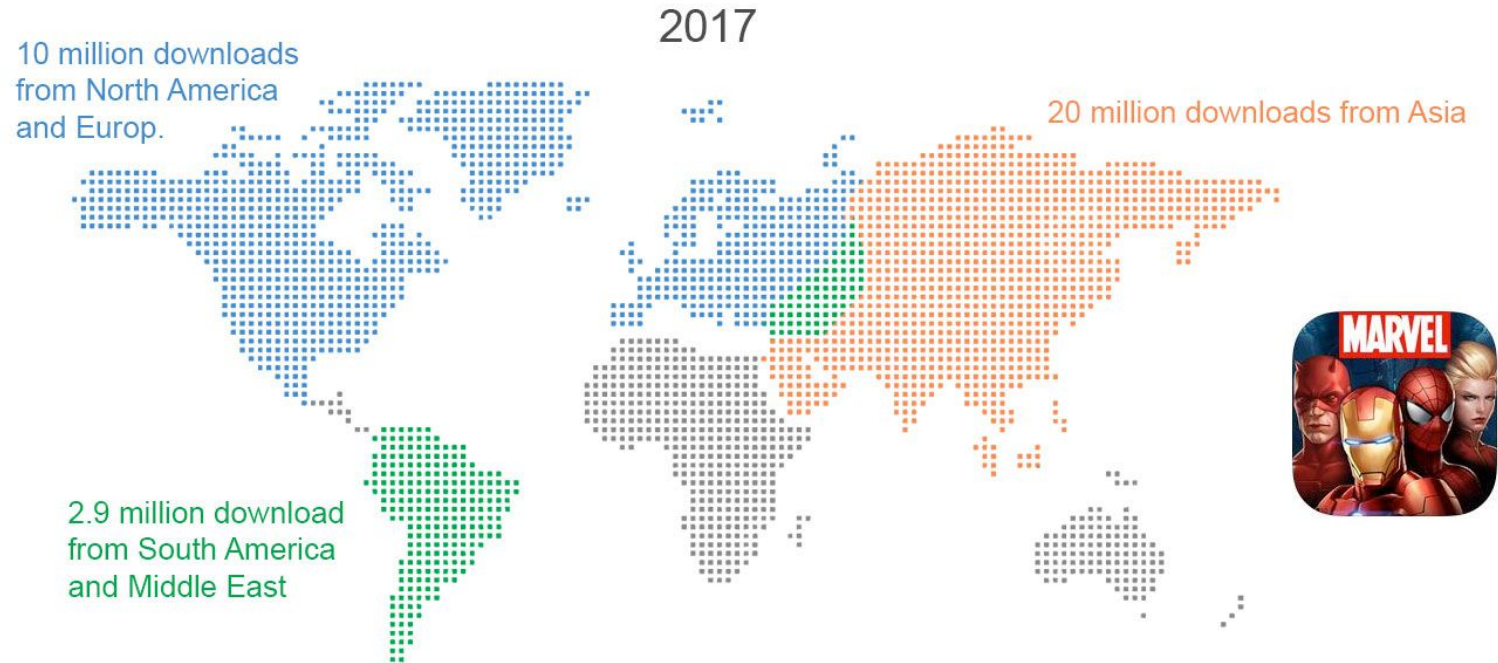 2017
10 million downloads
from North America
and Europ.
20 million downloads from Asia
MARVEL
2.9 million download
from South America
and Middle East